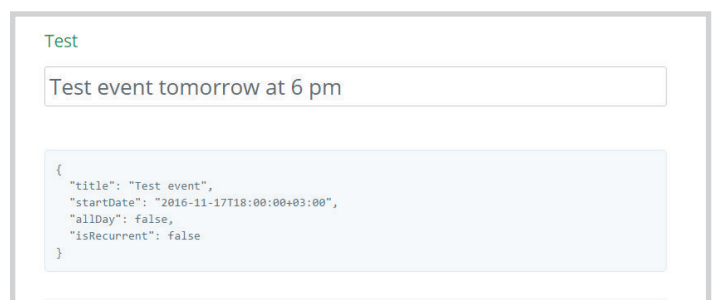 Test
Test event tomorrow at 6 pm
{
"title": "Test event",
"startDate": "2016-11-17T18:00:00+03:00",
"allDay": false,
"isRecurrent": false
}